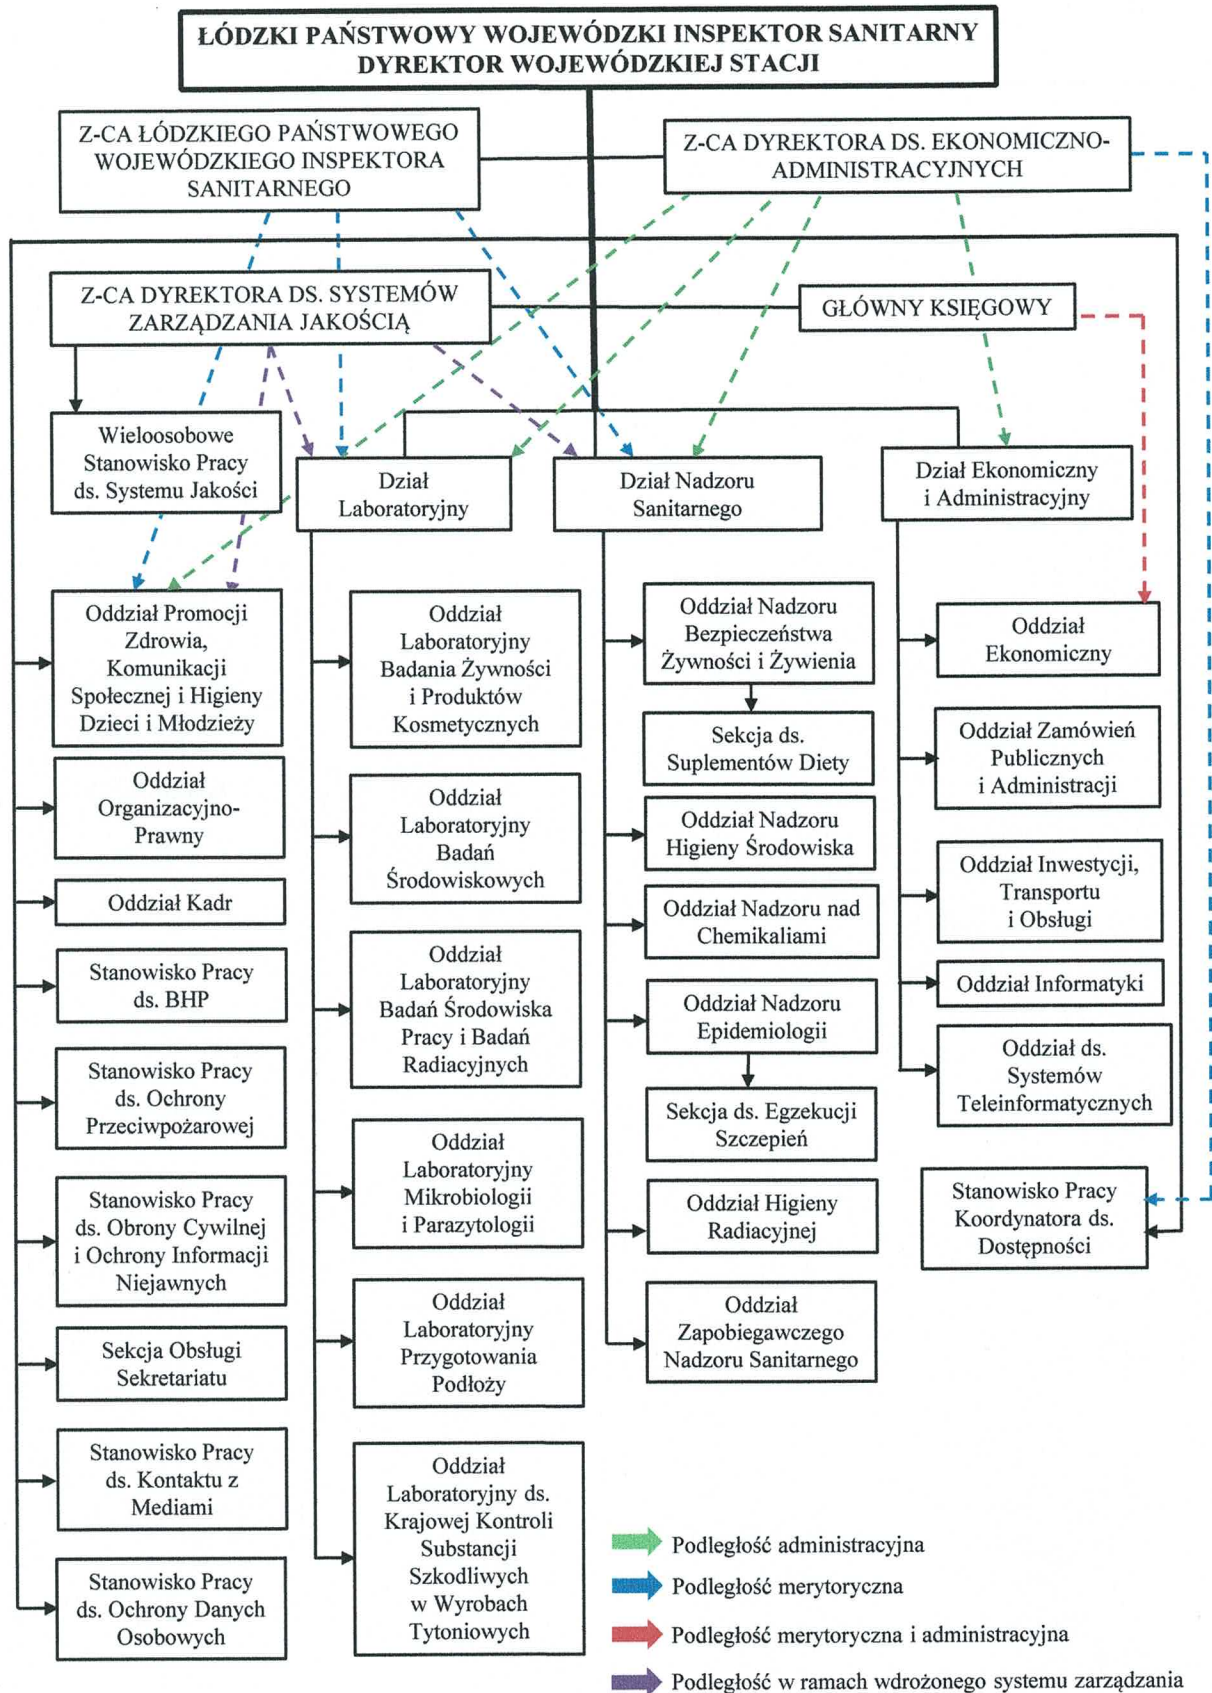 ŁÓDZKI PAŃSTWOWY WOJEWÓDZKI INSPEKTOR SANITARNY
DYREKTOR WOJEWÓDZKIEJ STACJI
Z-CA ŁÓDZKIEGO PAŃSTWOWEGO
WOJEWÓDZKIEGO INSPEKTORA
SANITARNEGO
Z-CA DYREKTORA DS. EKONOMICZNO-
ADMINISTRACYJNYCH
Z-CA DYREKTORA DS. SYSTEMÓW
ZARZĄDZANIA JAKOŚCIĄ
GŁÓWNY KSIĘGOWY
Wieloosobowe
Stanowisko Pracy
ds. Systemu Jakości
Dział
Laboratoryjny
Dział Nadzoru
Sanitarnego
Dział Ekonomiczny
i Administracyjny
Oddział Promocji
Zdrowia,
Komunikacji
Społecznej i Higieny
Dzieci i Młodzieży
Oddział
Organizacyjno-
Prawny
Oddział Kadr
Stanowisko Pracy
ds. BHP
Stanowisko Pracy
ds. Ochrony
Przeciwpożarowej
Stanowisko Pracy
ds. Obrony Cywilnej
i Ochrony Informacji
Niejawnych
Sekcja Obsługi
Sekretariatu
Stanowisko Pracy
ds. Kontaktu z
Mediami
Stanowisko Pracy
ds. Ochrony Danych
Osobowych
Oddział
Laboratoryjny
Badania Żywności
i Produktów
Kosmetycznych
Oddział
Laboratoryjny
Badań
Środowiskowych
Oddział
Laboratoryjny
Badań Środowiska
Pracy i Badań
Radiacyjnych
Oddział
Laboratoryjny
Mikrobiologii
i Parazytologii
Oddział
Laboratoryjny
Przygotowania
Podłoży
Oddział
Laboratoryjny ds.
Krajowej Kontroli
Substancji
Szkodliwych
w Wyrobach
Tytoniowych
Oddział Nadzoru
Bezpieczeństwa
Żywności i Żywienia
Sekcja ds.
Suplementów Diety
Oddział Nadzoru
Higieny Środowiska
Oddział Nadzoru nad
Chemikaliami
Oddział Nadzoru
Epidemiologii
Sekcja ds. Egzekucji
Szczepień
Oddział Higieny
Radiacyjnej
Oddział
Zapobiegawczego
Nadzoru Sanitarnego
Oddział
Ekonomiczny
Oddział Zamówień
Publicznych
i Administracji
Oddział Inwestycji,
Transportu
i Obsługi
Oddział Informatyki
Oddział ds.
Systemów
Teleinformatycznych
Stanowisko Pracy
Koordynatora ds.
Dostępności
Podległość administracyjna
Podległość merytoryczna
Podległość merytoryczna i administracyjna
Podległość w ramach wdrożonego systemu zarządzania